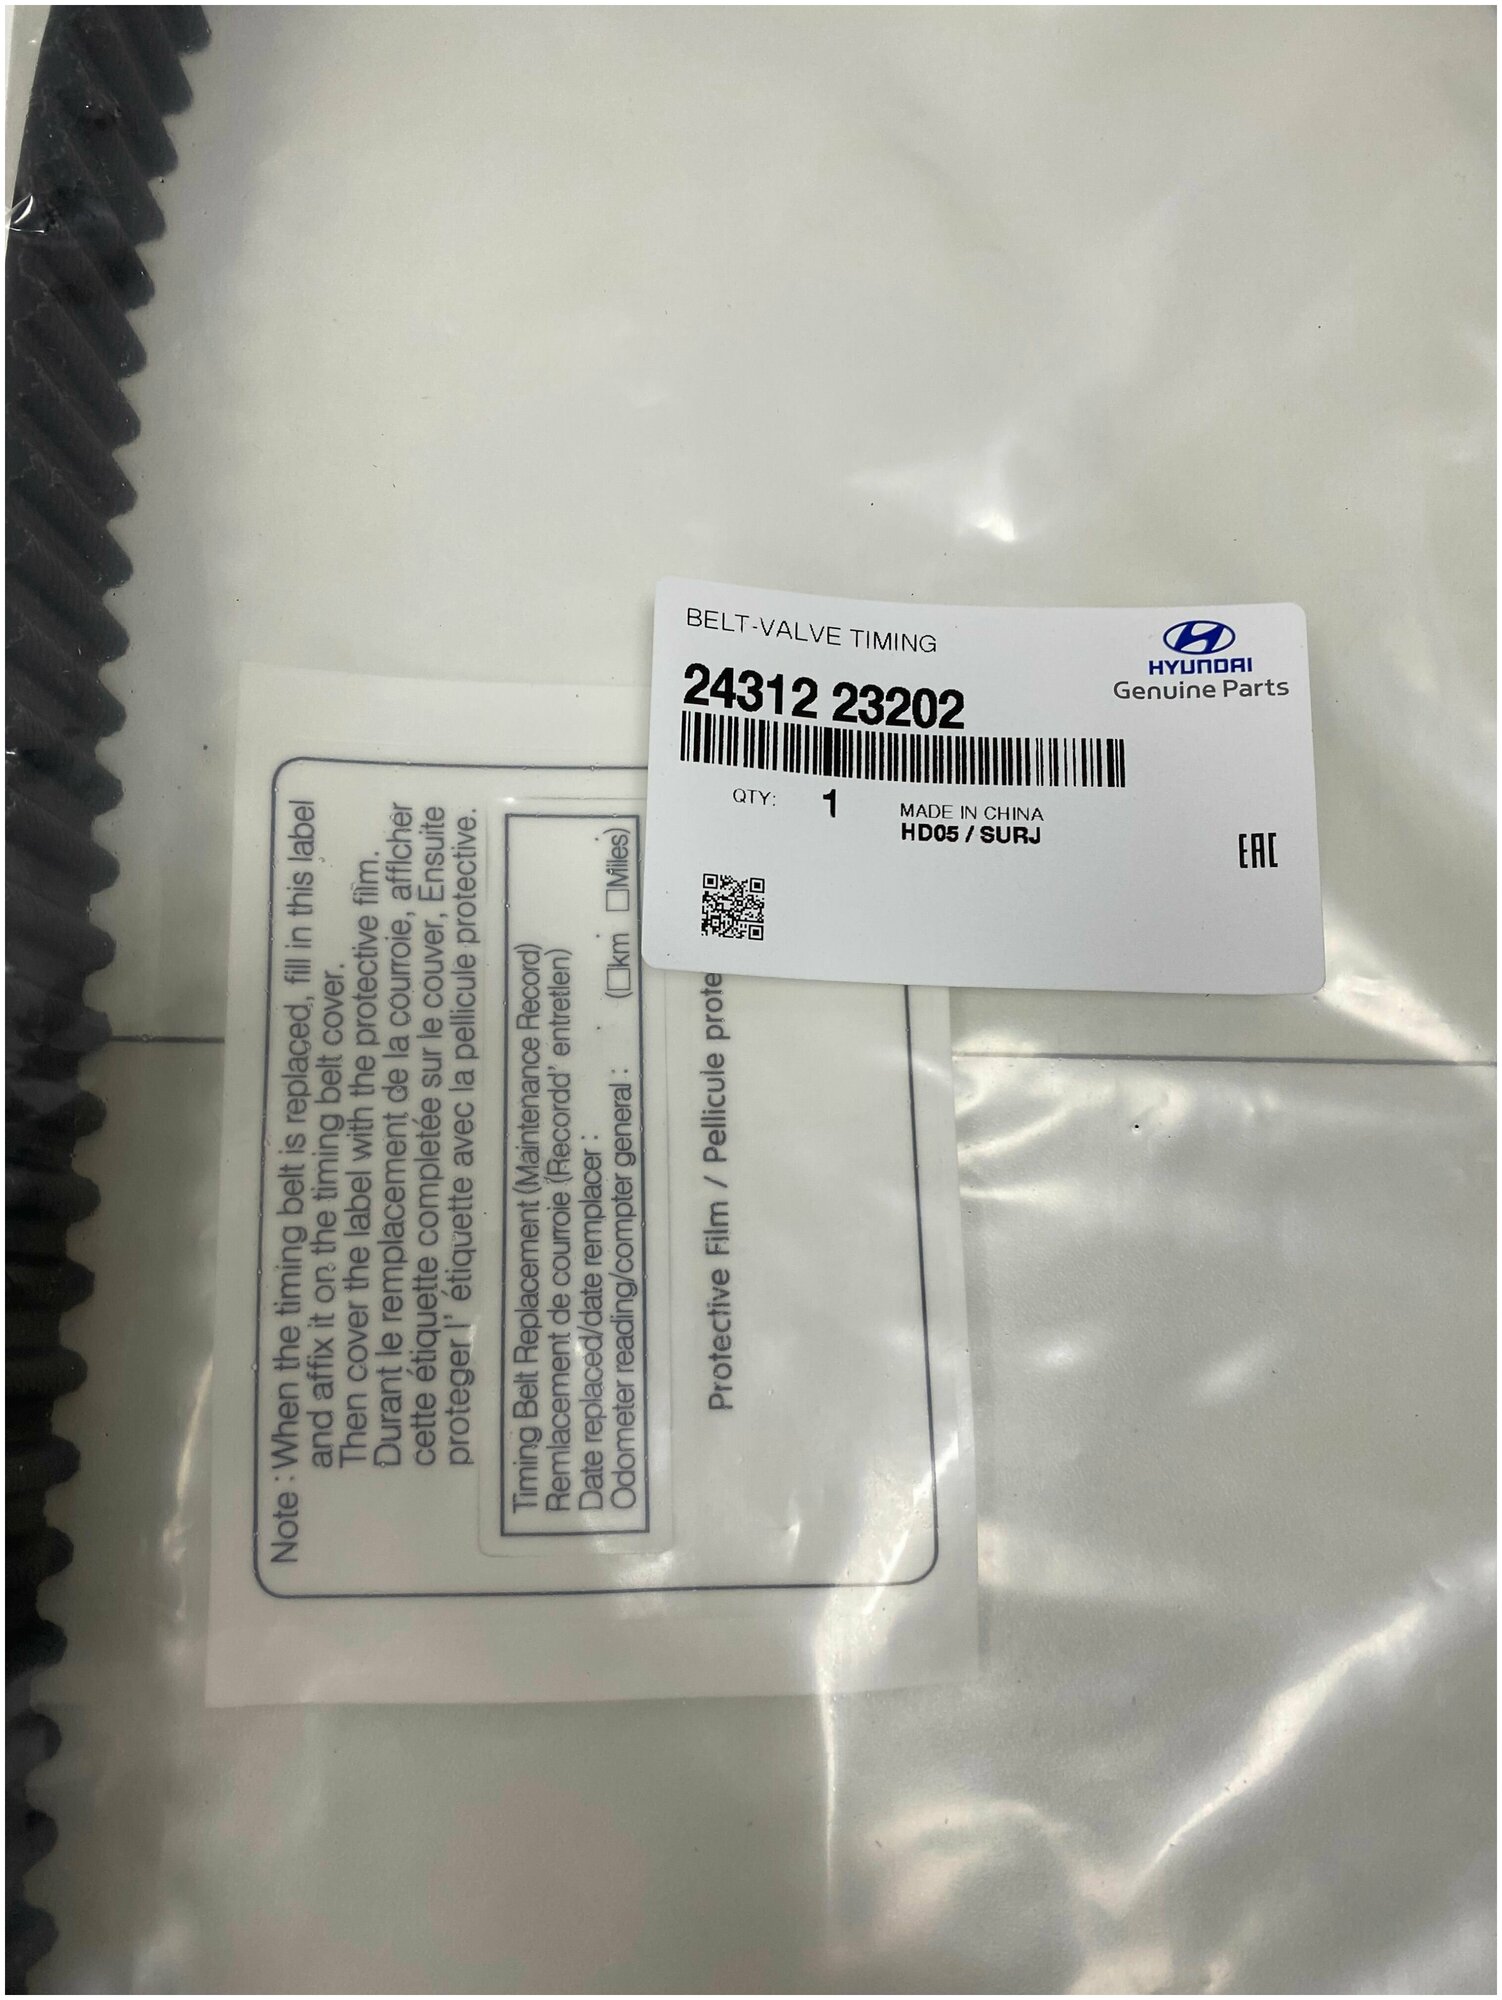 BELT-VALVE TIMING
24312 23202
HYUNDAI
Genuine Parts
QTY: 1
MADE IN CHINA
HD05 / SURJ
EAC
Note : When the timing belt is replaced, fill in this label
and affix it on the timing belt cover.
Then cover the label with the protective film.
Durant le remplacement de la courroie, afficher
cette étiquette completée sur le couver, Ensuite
proteger l' étiquette avec la pellicule protective.
Timing Belt Replacement (Maintenance Record)
Remlacement de courroie (Recordd' entretlen)
Date replaced/date remplacer :
Odometer reading/compter general : (□km □Miles)
Protective Film / Pellicule prote